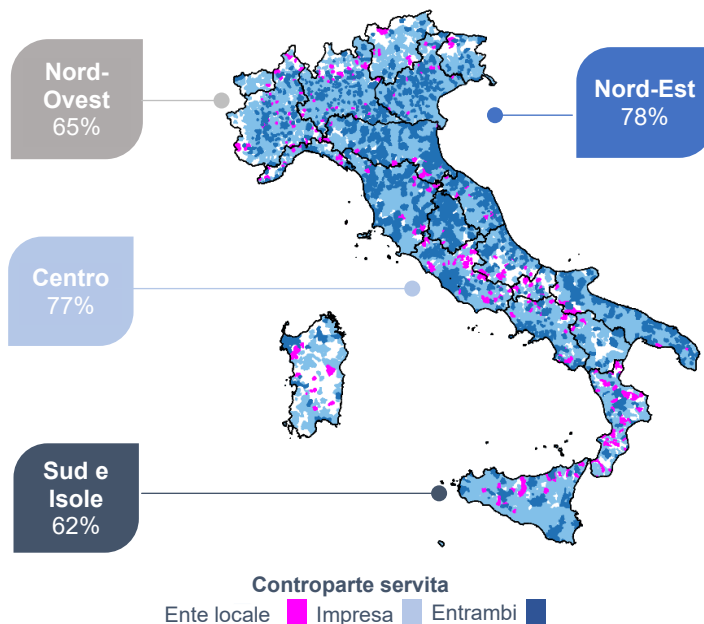 Nord-
Ovest
65%
Nord-Est
78%
Centro
77%
Sud e
Isole
62%
Controparte servita
Ente locale Impresa Entrambi